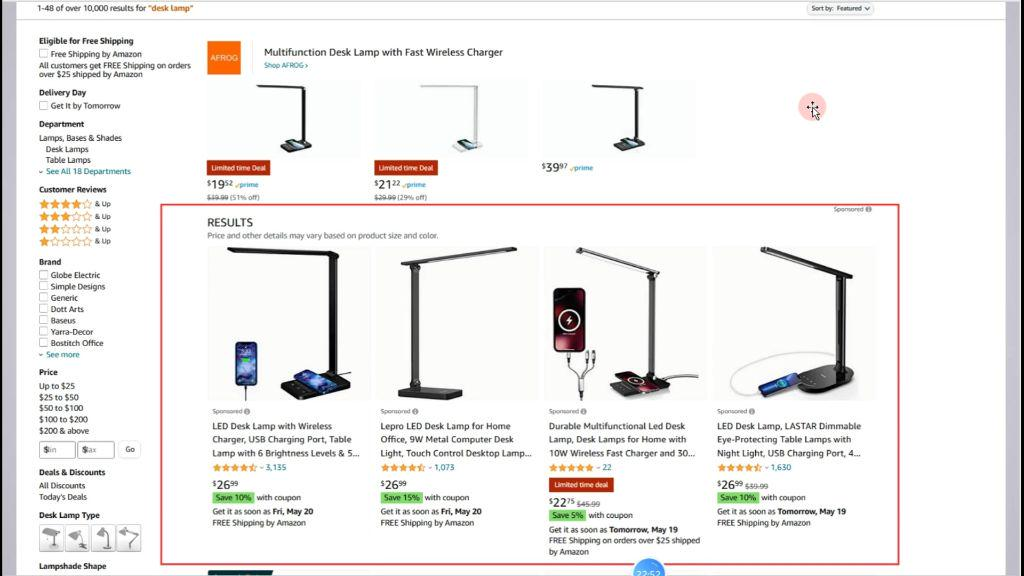 1-48 of over 10,000 results for "desk lamp"
Sort by: Featured
Eligible for Free Shipping
Free Shipping by Amazon
All customers get FREE Shipping on orders
over $25 shipped by Amazon
Delivery Day
Get It by Tomorrow
Department
Lamps, Bases & Shades
Desk Lamps
Table Lamps
See All 18 Departments
Customer Reviews
& Up
& Up
& Up
& Up
Brand
Globe Electric
Simple Designs
Generic
Dott Arts
Baseus
Yarra-Decor
Bostitch Office
See more
Price
Up to $25
$25 to $50
$50 to $100
$100 to $200
$200 & above
Go
Deals & Discounts
All Discounts
Today's Deals
Desk Lamp Type
Lampshade Shape
AFROG
Multifunction Desk Lamp with Fast Wireless Charger
Shop AFROG ›
Limited time Deal
$19 52 prime
$39.99 (51% off)
Limited time Deal
$21 22 prime
$29.99 (29% off)
$39 97 prime
Sponsored
RESULTS
Price and other details may vary based on product size and color.
Sponsored
LED Desk Lamp with Wireless
Charger, USB Charging Port, Table
Lamp with 6 Brightness Levels & 5...
3,135
$26 99
Save 10% with coupon
Get it as soon as Fri, May 20
FREE Shipping by Amazon
Sponsored
Lepro LED Desk Lamp for Home
Office, 9W Metal Computer Desk
Light, Touch Control Desktop Lamp...
1,073
$26 99
Save 15% with coupon
Get it as soon as Fri, May 20
FREE Shipping by Amazon
Sponsored
Durable Multifunctional Led Desk
Lamp, Desk Lamps for Home with
10W Wireless Fast Charger and 30...
22
Limited time deal
$22 75 $45.99
Save 5% with coupon
Get it as soon as Tomorrow, May 19
FREE Shipping on orders over $25 shipped
by Amazon
Sponsored
LED Desk Lamp, LASTAR Dimmable
Eye-Protecting Table Lamps with
Night Light, USB Charging Port, 4...
1,630
$26 99 $39.99
Save 10% with coupon
Get it as soon as Tomorrow, May 19
FREE Shipping by Amazon
22:52